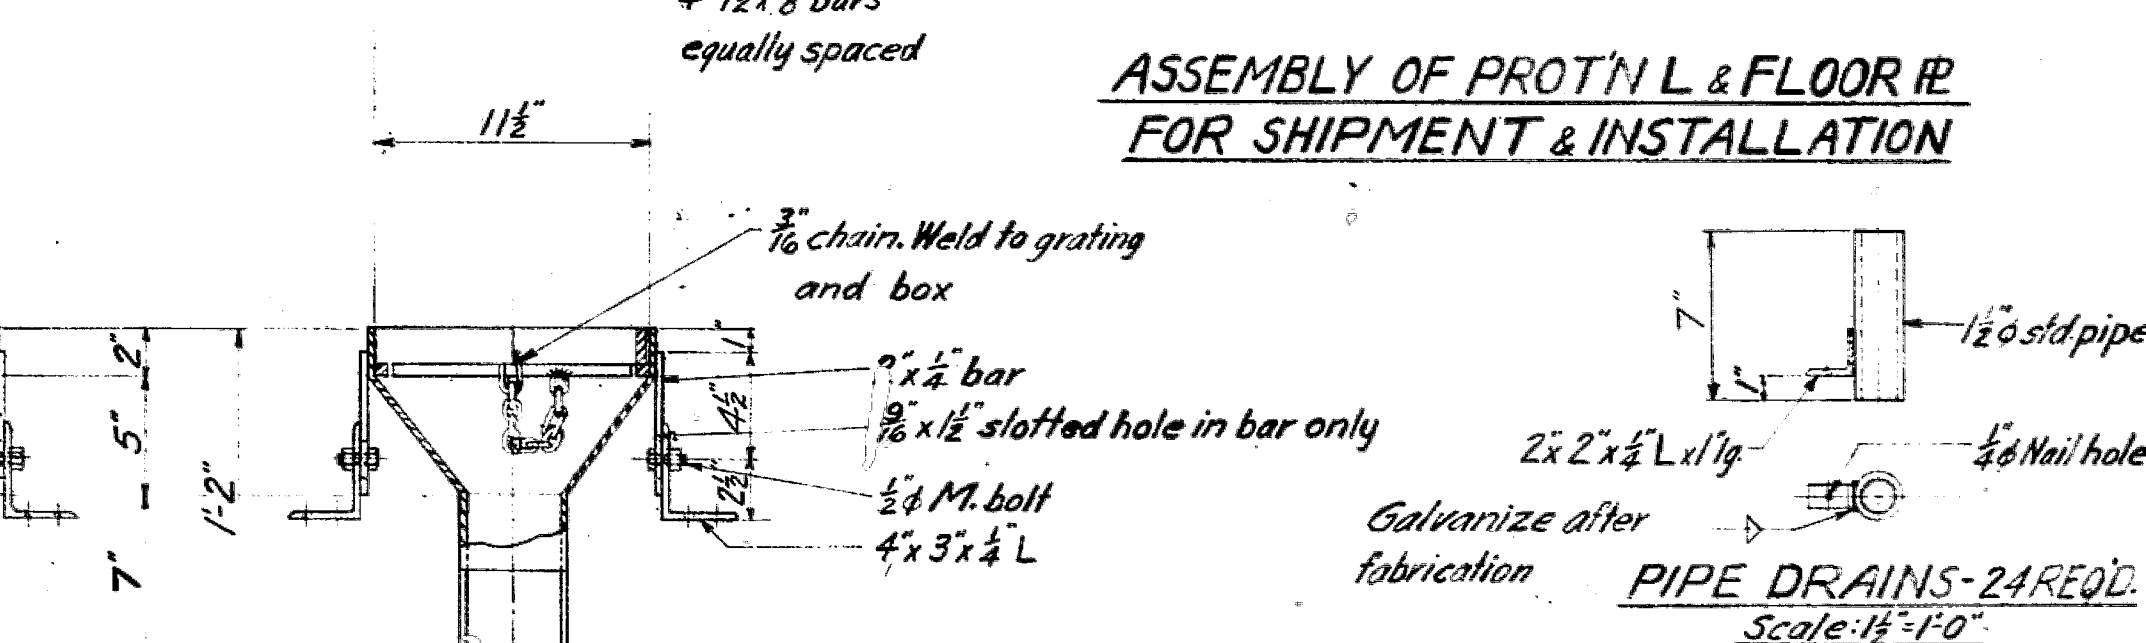 equally spaced
ASSEMBLY OF PROT'N L & FLOOR PL
FOR SHIPMENT & INSTALLATION
11½"
3/16" chain. Weld to grating
and box
1"
2"
5"
7"
1'-2"
2" x ¼" bar
4½"
9/16" x 1½" slotted hole in bar only
2½"
½"ϕ M. bolt
4" x 3" x ¼" L
7"
1"
1½"ϕ std. pipe
2" x 2" x ¼" L x 1" lg.
¼"ϕ Nail hole
Galvanize after
fabrication
PIPE DRAINS - 24 REQ'D.
Scale: 1½" = 1'-0"